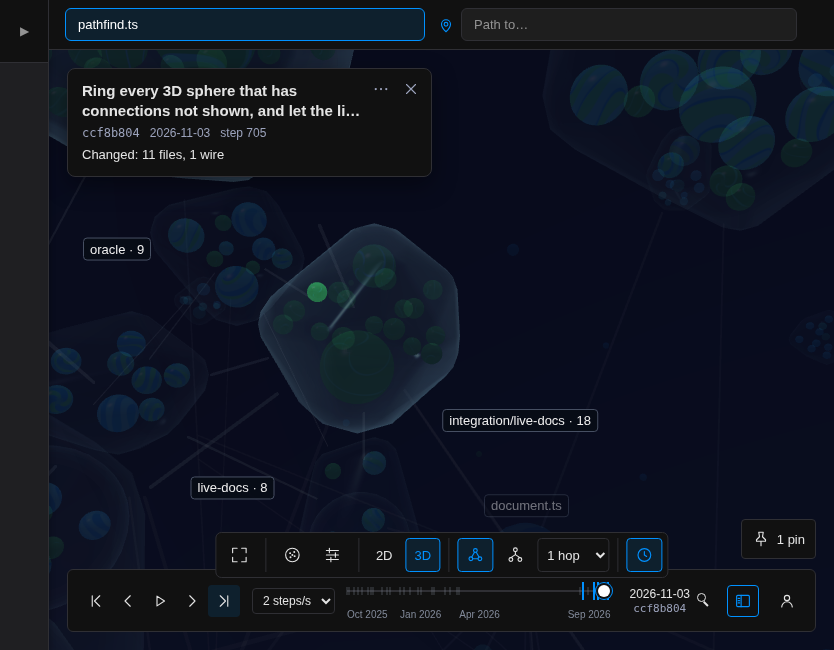 pathfind.ts
Path to…
Ring every 3D sphere that has
connections not shown, and let the li…
ccf8b804 2026-11-03 step 705
Changed: 11 files, 1 wire
oracle · 9
integration/live-docs · 18
live-docs · 8
document.ts
1 pin
2D 3D 1 hop
2 steps/s
Oct 2025 Jan 2026 Apr 2026 Sep 2026
2026-11-03
ccf8b804